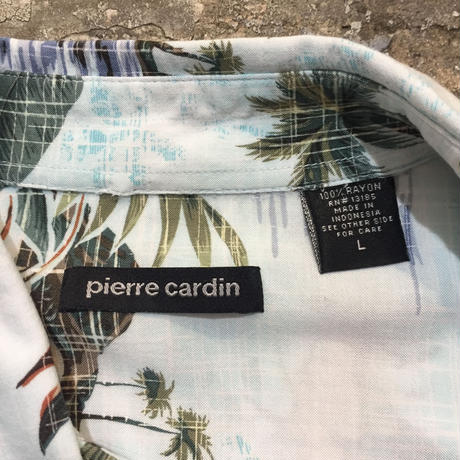 100% RAYON
RN# 13185
MADE IN
INDONESIA
SEE OTHER SIDE
FOR CARE
L
pierre cardin